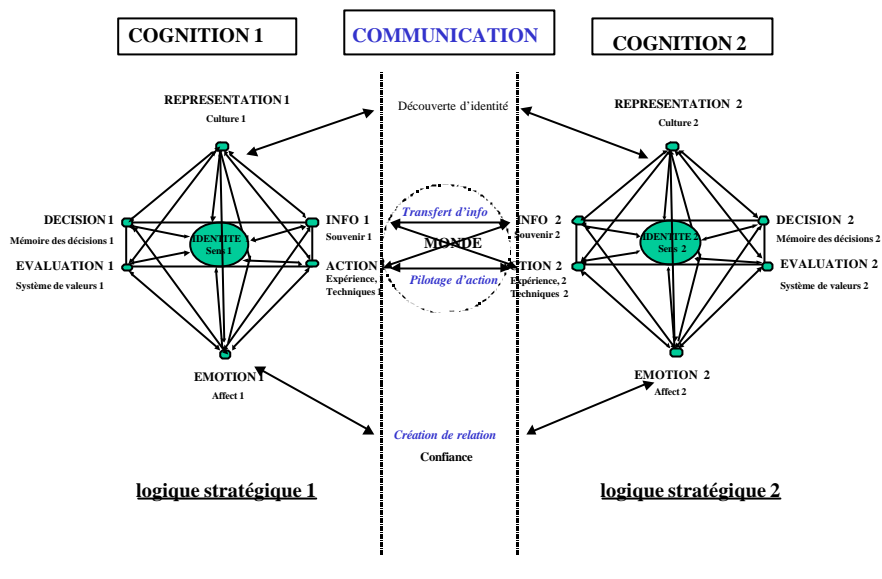 COGNITION 1
COMMUNICATION
COGNITION 2
REPRESENTATION 1
Culture 1
Découverte d'identité
REPRESENTATION 2
Culture 2
DECISION 1
Mémoire des décisions 1
EVALUATION 1
Système de valeurs 1
IDENTITE
Sens 1
INFO 1
Souvenir 1
ACTION
Expérience,
Techniques 1
Transfert d'info
MONDE
Pilotage d'action
INFO 2
Souvenir 2
TION 2
Expérience, 2
Techniques 2
IDENTITE 2
Sens 2
DECISION 2
Mémoire des décisions 2
EVALUATION 2
Système de valeurs 2
EMOTION 1
Affect 1
EMOTION 2
Affect 2
Création de relation
Confiance
logique stratégique 1
logique stratégique 2